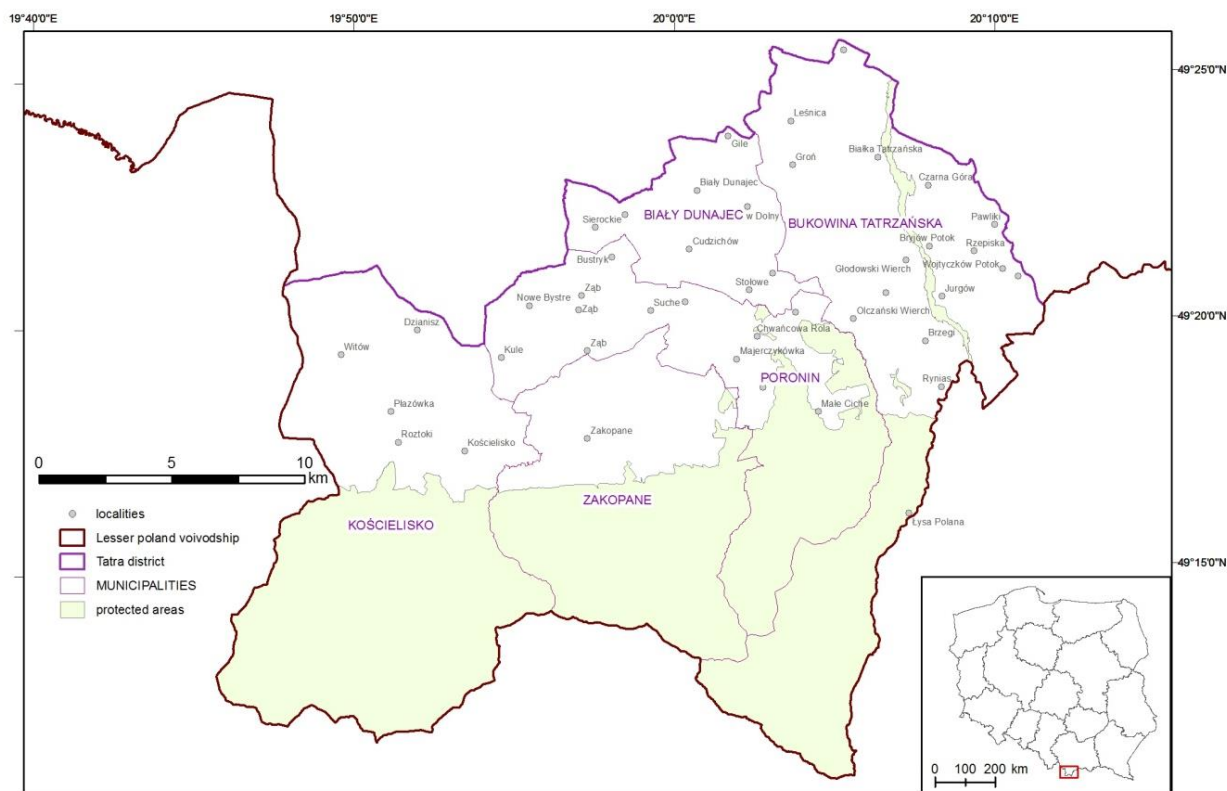 19°40'0"E 19°50'0"E 20°0'0"E 20°10'0"E
49°25'0"N
Leśnica
Gile
Groń
Białka Tatrzańska
Biały Dunajec
Czarna Góra
w Dolny
BIAŁY DUNAJEC
BUKOWINA TATRZAŃSKA
Pawliki
Sierockie
Cudzichów
Bryjów Potok
Rzepiska
Bustryk
Głodowski Wierch
Wojtyczków Potok
Stołowe
Ząb
Nowe Bystre
Ząb
Suche
Jurgów
Olczański Wierch
49°20'0"N
Dzianisz
Chwańcowa Rola
Brzegi
Witów
Kule
Ząb
Majerczykówka
PORONIN
Rynias
Płazówka
Małe Ciche
Roztoki
Kościelisko
Zakopane
0 5 10
km
ZAKOPANE
KOŚCIELISKO
Łysa Polana
localities
Lesser poland voivodship
Tatra district
MUNICIPALITIES
protected areas
49°15'0"N
0 100 200 km